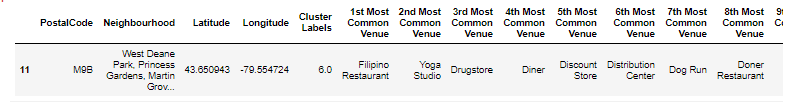 PostalCode Neighbourhood Latitude Longitude Cluster Labels 1st Most Common Venue 2nd Most Common Venue 3rd Most Common Venue 4th Most Common Venue 5th Most Common Venue 6th Most Common Venue 7th Most Common Venue 8th Most Common Venue
11 M9B West Deane Park, Princess Gardens, Martin Grov... 43.650943 -79.554724 6.0 Filipino Restaurant Yoga Studio Drugstore Diner Discount Store Distribution Center Dog Run Doner Restaurant